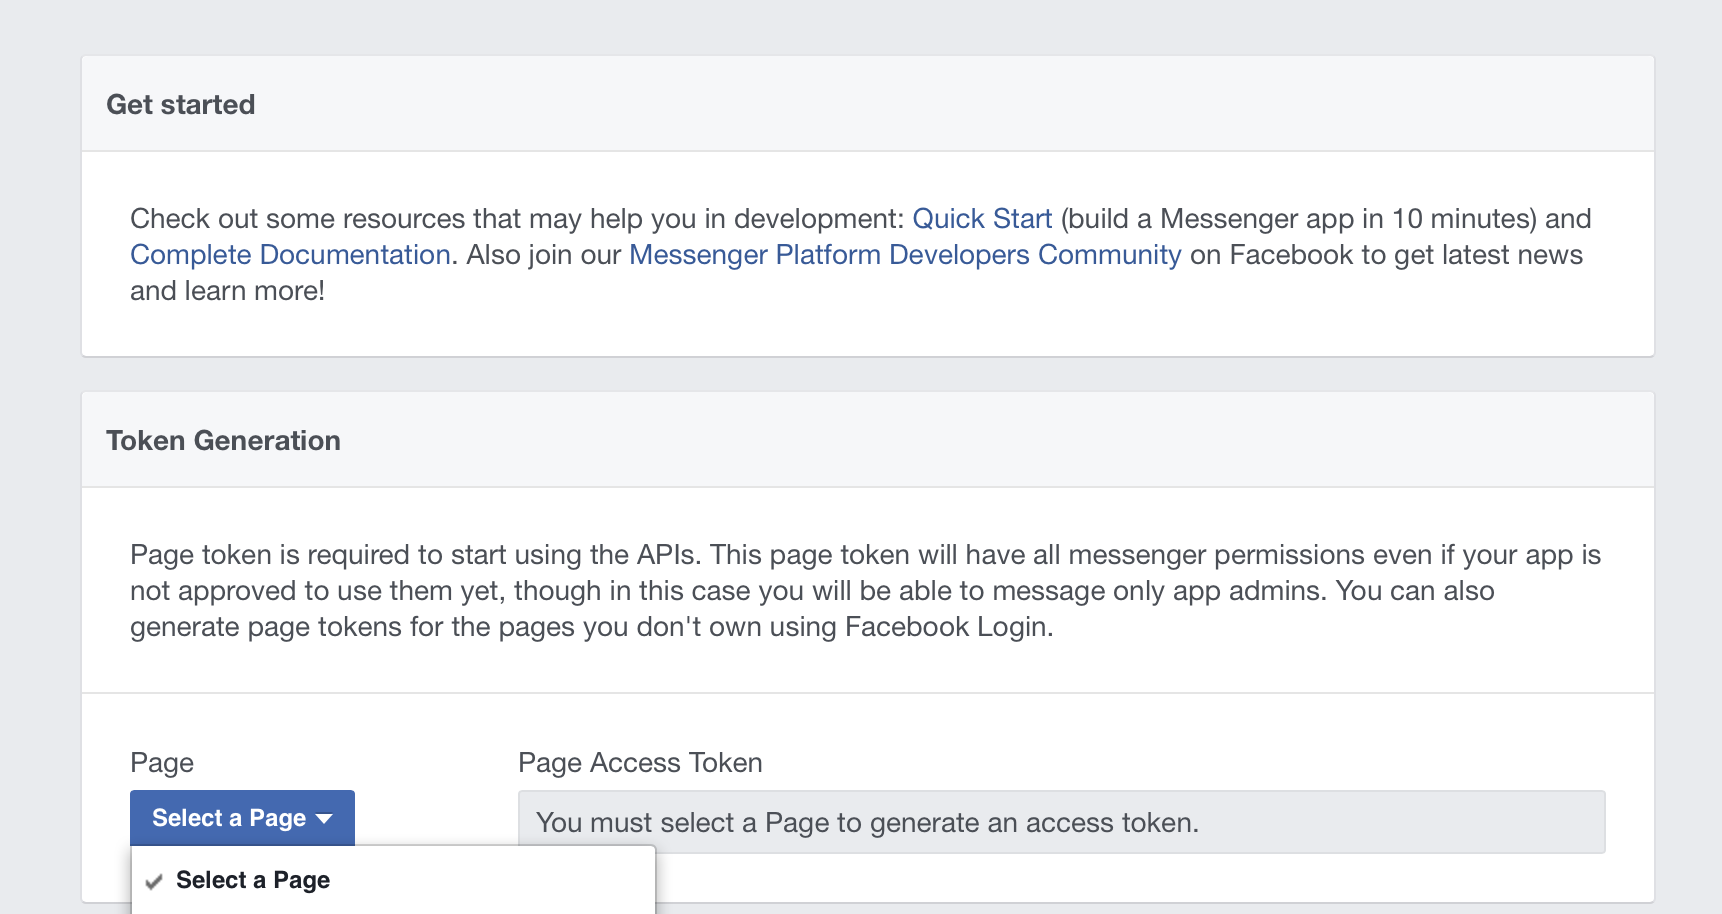 Get started
Check out some resources that may help you in development: Quick Start (build a Messenger app in 10 minutes) and
Complete Documentation. Also join our Messenger Platform Developers Community on Facebook to get latest news
and learn more!
Token Generation
Page token is required to start using the APIs. This page token will have all messenger permissions even if your app is
not approved to use them yet, though in this case you will be able to message only app admins. You can also
generate page tokens for the pages you don't own using Facebook Login.
Page
Select a Page
Select a Page
Page Access Token
You must select a Page to generate an access token.